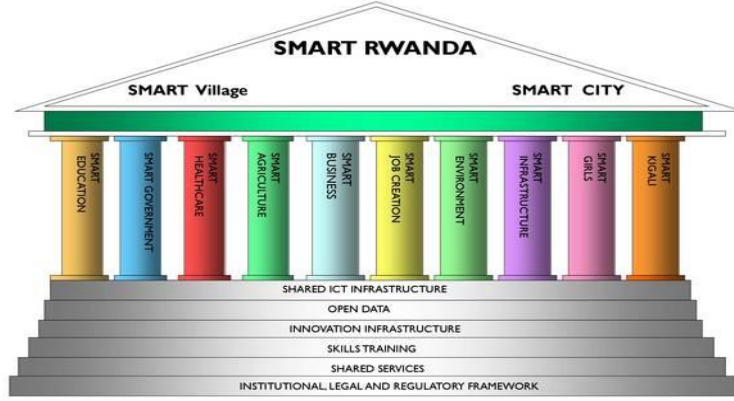 SMART RWANDA
SMART Village
SMART CITY
SMART
EDUCATION
SMART GOVERNMENT
SMART
HEALTHCARE
SMART
AGRICULTURE
SMART
BUSINESS
SMART
JOB CREATION
SMART
ENVIRONMENT
SMART
INFRASTRUCTURE
SMART
GIRLS
SMART
KIGALI
SHARED ICT INFRASTRUCTURE
OPEN DATA
INNOVATION INFRASTRUCTURE
SKILLS TRAINING
SHARED SERVICES
INSTITUTIONAL, LEGAL AND REGULATORY FRAMEWORK